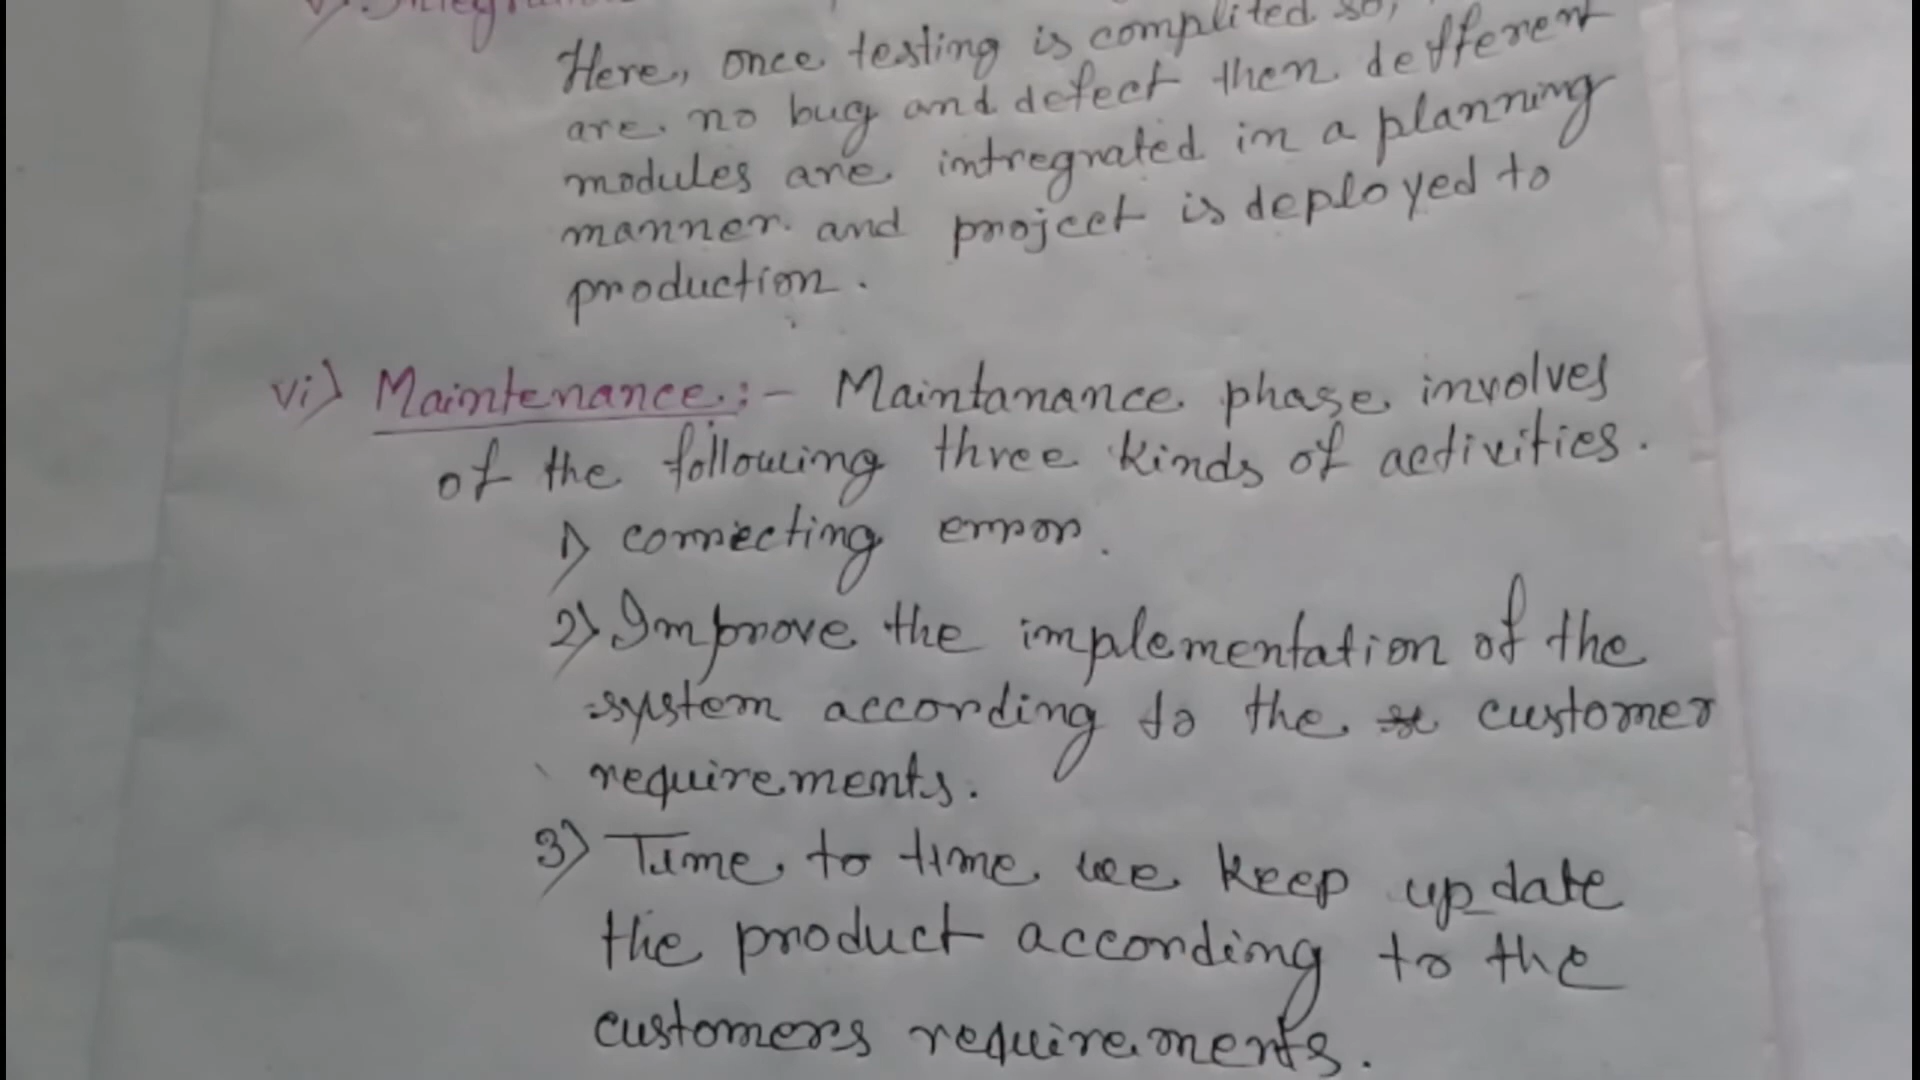 v) Integra
Here, once testing is complited so,
are no bug and defect then defferent
modules are intregrated in a planning
manner and project is deployed to
production.
vi) Maintenance :- Maintanance phase involves
of the following three kinds of activities.
1) correcting error.
2) Improve the implementation of the
system according to the customer
requirements.
3) Time to time we keep up-date
the product according to the
customers requirements.